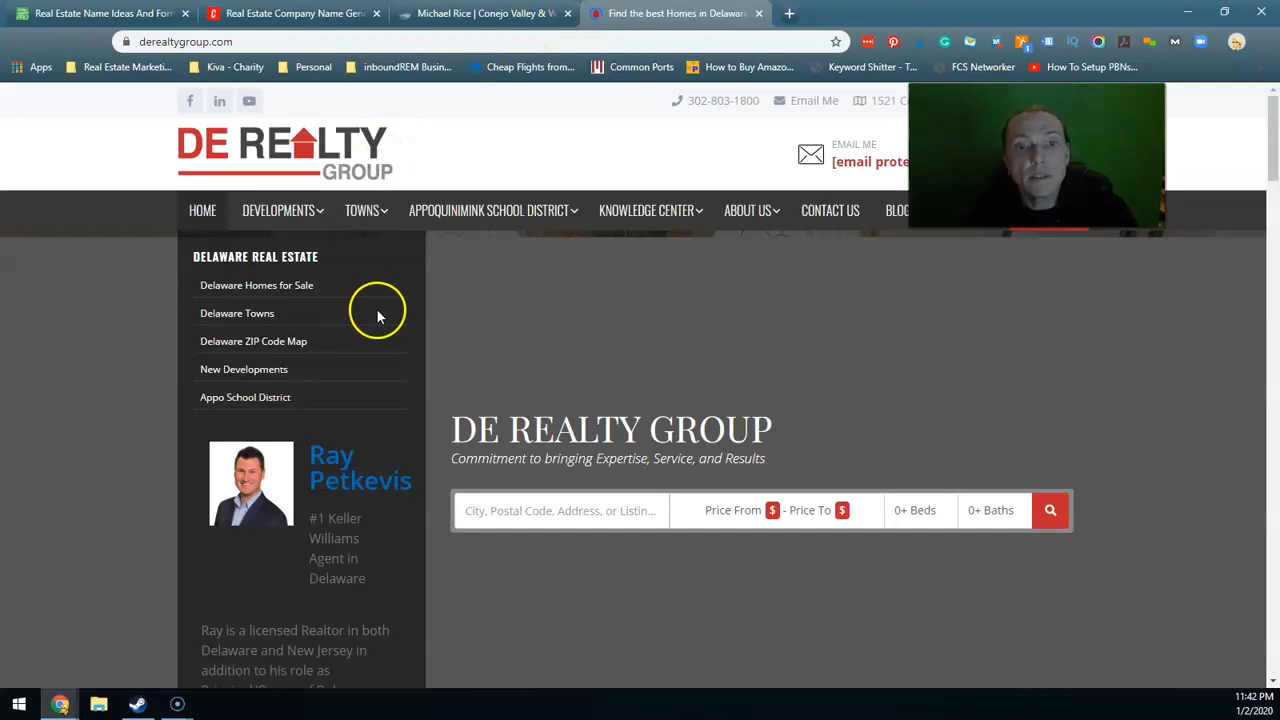 Real Estate Name Ideas And For
Real Estate Company Name Gen
Michael Rice | Conejo Valley & W
Find the best Homes in Delaware
derealtygroup.com
Apps
Real Estate Marketi...
Kiva - Charity
Personal
inboundREM Busin...
Cheap Flights from...
Common Ports
How to Buy Amazo...
Keyword Shitter - T...
FCS Networker
How To Setup PBNs...
302-803-1800
Email Me
1521 C
DE REALTY
GROUP
EMAIL ME
[email prote
HOME
DEVELOPMENTS
TOWNS
APPOQUINIMINK SCHOOL DISTRICT
KNOWLEDGE CENTER
ABOUT US
CONTACT US
BLOG
DELAWARE REAL ESTATE
Delaware Homes for Sale
Delaware Towns
Delaware ZIP Code Map
New Developments
Appo School District
Ray
Petkevis
#1 Keller
Williams
Agent in
Delaware
Ray is a licensed Realtor in both
Delaware and New Jersey in
addition to his role as
DE REALTY GROUP
Commitment to bringing Expertise, Service, and Results
City, Postal Code, Address, or Listin...
Price From $ - Price To $
0+ Beds
0+ Baths
11:42 PM
1/2/2020